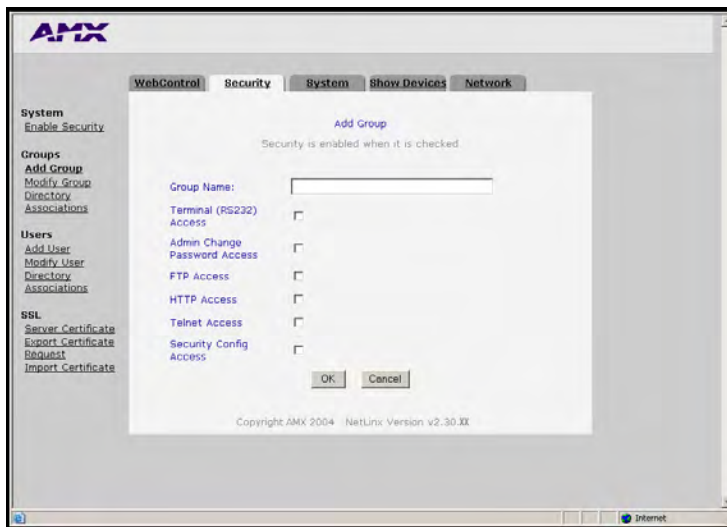 AMX
WebControl
Security
System
Show Devices
Network
System
Enable Security
Groups
Add Group
Modify Group
Directory
Associations
Users
Add User
Modify User
Directory
Associations
SSL
Server Certificate
Export Certificate
Request
Import Certificate
Add Group
Security is enabled when it is checked
Group Name:
Terminal (RS232)
Access
Admin Change
Password Access
FTP Access
HTTP Access
Telnet Access
Security Config
Access
OK
Cancel
Copyright AMX 2004 NetLinx Version v2.30.XX
Internet